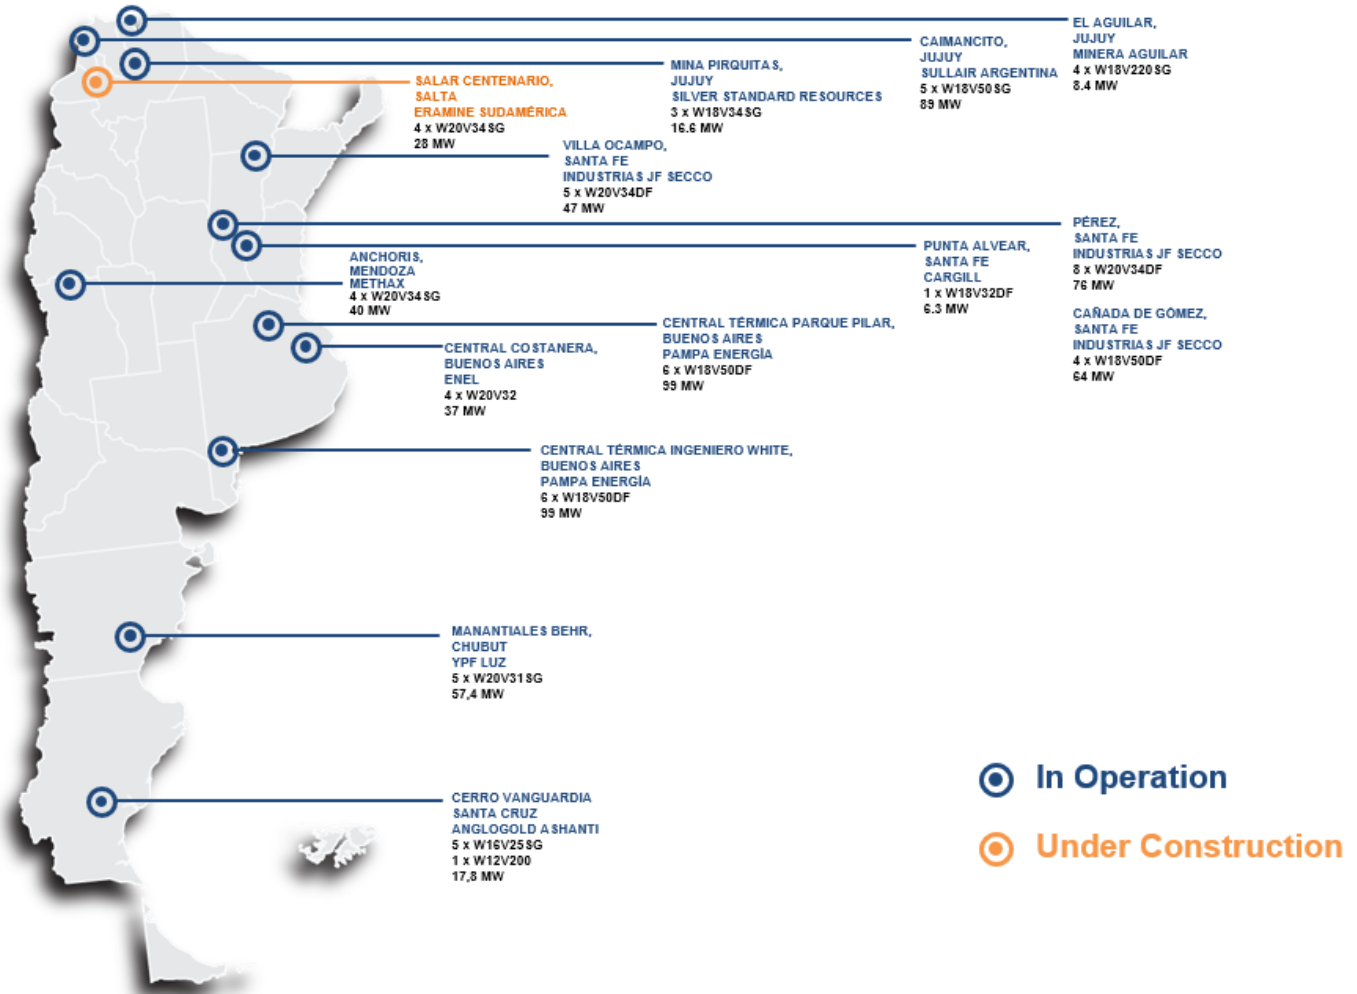 EL AGUILAR,
JUJUY
MINERA AGUILAR
4 x W18V220SG
8.4 MW
CAIMANCITO,
JUJUY
SULLAIR ARGENTINA
5 x W18V50SG
89 MW
MINA PIRQUITAS,
JUJUY
SILVER STANDARD RESOURCES
3 x W18V34SG
16.6 MW
SALAR CENTENARIO,
SALTA
ERAMINE SUDAMÉRICA
4 x W20V34SG
28 MW
VILLA OCAMPO,
SANTA FE
INDUSTRIAS JF SECCO
5 x W20V34DF
47 MW
PÉREZ,
SANTA FE
INDUSTRIAS JF SECCO
8 x W20V34DF
76 MW
PUNTA ALVEAR,
SANTA FE
CARGILL
1 x W18V32DF
6.3 MW
ANCHORIS,
MENDOZA
METHAX
4 x W20V34SG
40 MW
CAÑADA DE GÓMEZ,
SANTA FE
INDUSTRIAS JF SECCO
4 x W18V50DF
64 MW
CENTRAL TÉRMICA PARQUE PILAR,
BUENOS AIRES
PAMPA ENERGÍA
6 x W18V50DF
99 MW
CENTRAL COSTANERA,
BUENOS AIRES
ENEL
4 x W20V32
37 MW
CENTRAL TÉRMICA INGENIERO WHITE,
BUENOS AIRES
PAMPA ENERGÍA
6 x W18V50DF
99 MW
MANANTIALES BEHR,
CHUBUT
YPF LUZ
5 x W20V31SG
57,4 MW
CERRO VANGUARDIA
SANTA CRUZ
ANGLOGOLD ASHANTI
5 x W16V25SG
1 x W12V200
17,8 MW
In Operation
Under Construction